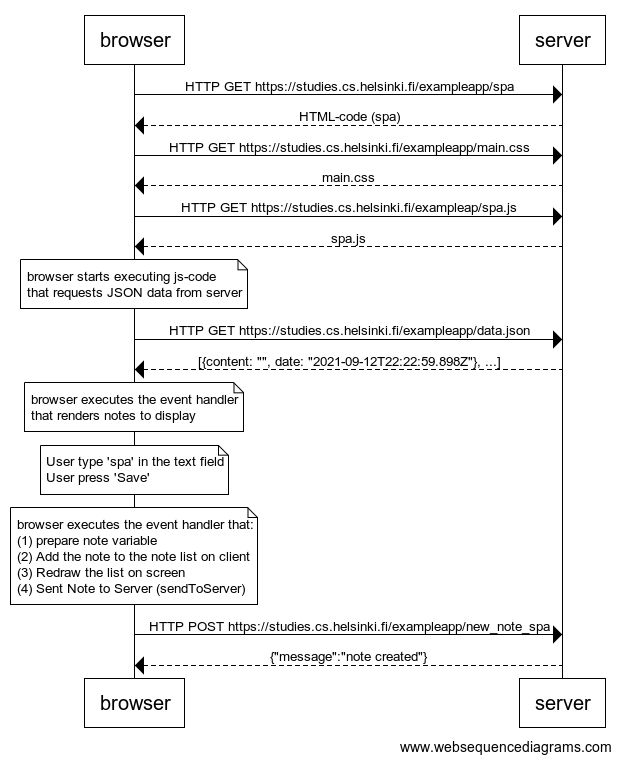 browser
server
HTTP GET https://studies.cs.helsinki.fi/exampleapp/spa
HTML-code (spa)
HTTP GET https://studies.cs.helsinki.fi/exampleapp/main.css
main.css
HTTP GET https://studies.cs.helsinki.fi/exampleap/spa.js
spa.js
browser starts executing js-code
that requests JSON data from server
HTTP GET https://studies.cs.helsinki.fi/exampleapp/data.json
[{content: "", date: "2021-09-12T22:22:59.898Z"}, ...]
browser executes the event handler
that renders notes to display
User type 'spa' in the text field
User press 'Save'
browser executes the event handler that:
(1) prepare note variable
(2) Add the note to the note list on client
(3) Redraw the list on screen
(4) Sent Note to Server (sendToServer)
HTTP POST https://studies.cs.helsinki.fi/exampleapp/new_note_spa
{"message":"note created"}
browser
server
www.websequencediagrams.com